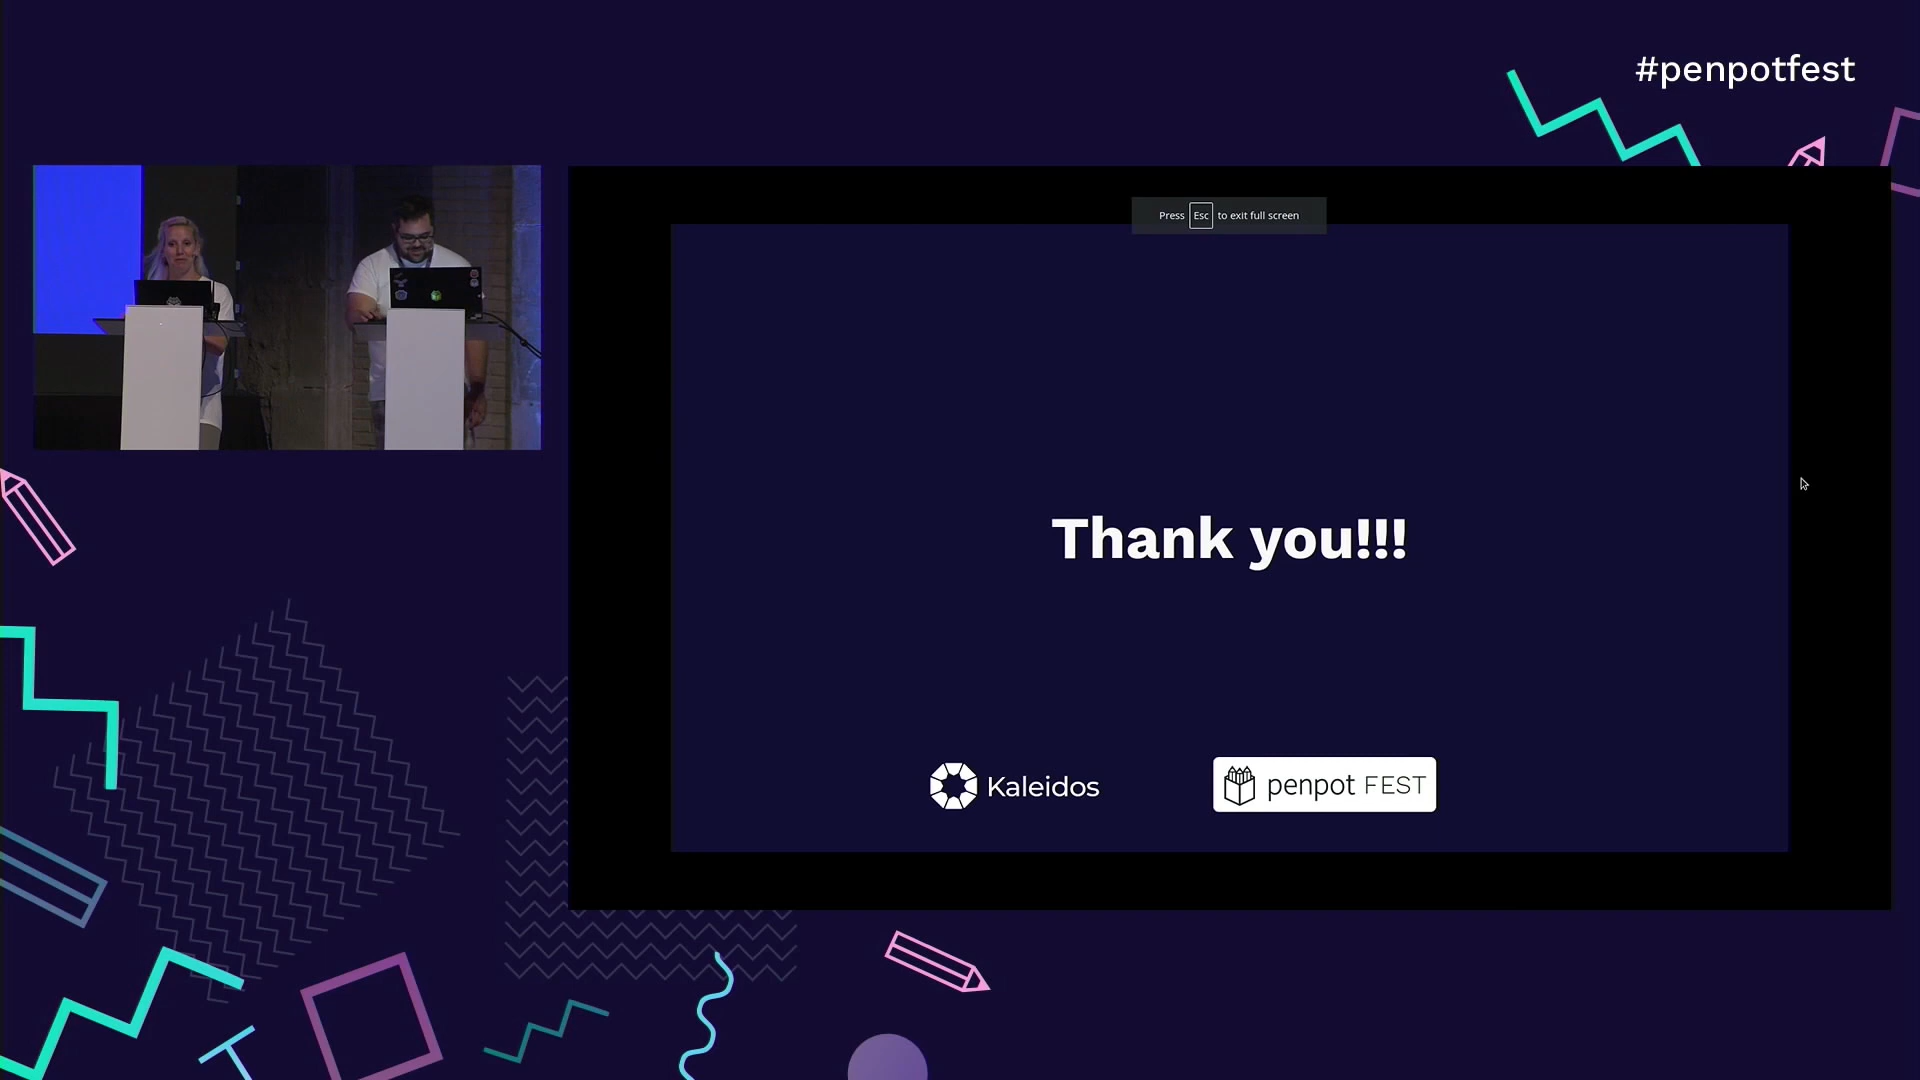 #penpotfest
Press Esc to exit full screen
Thank you!!!
Kaleidos
penpot FEST